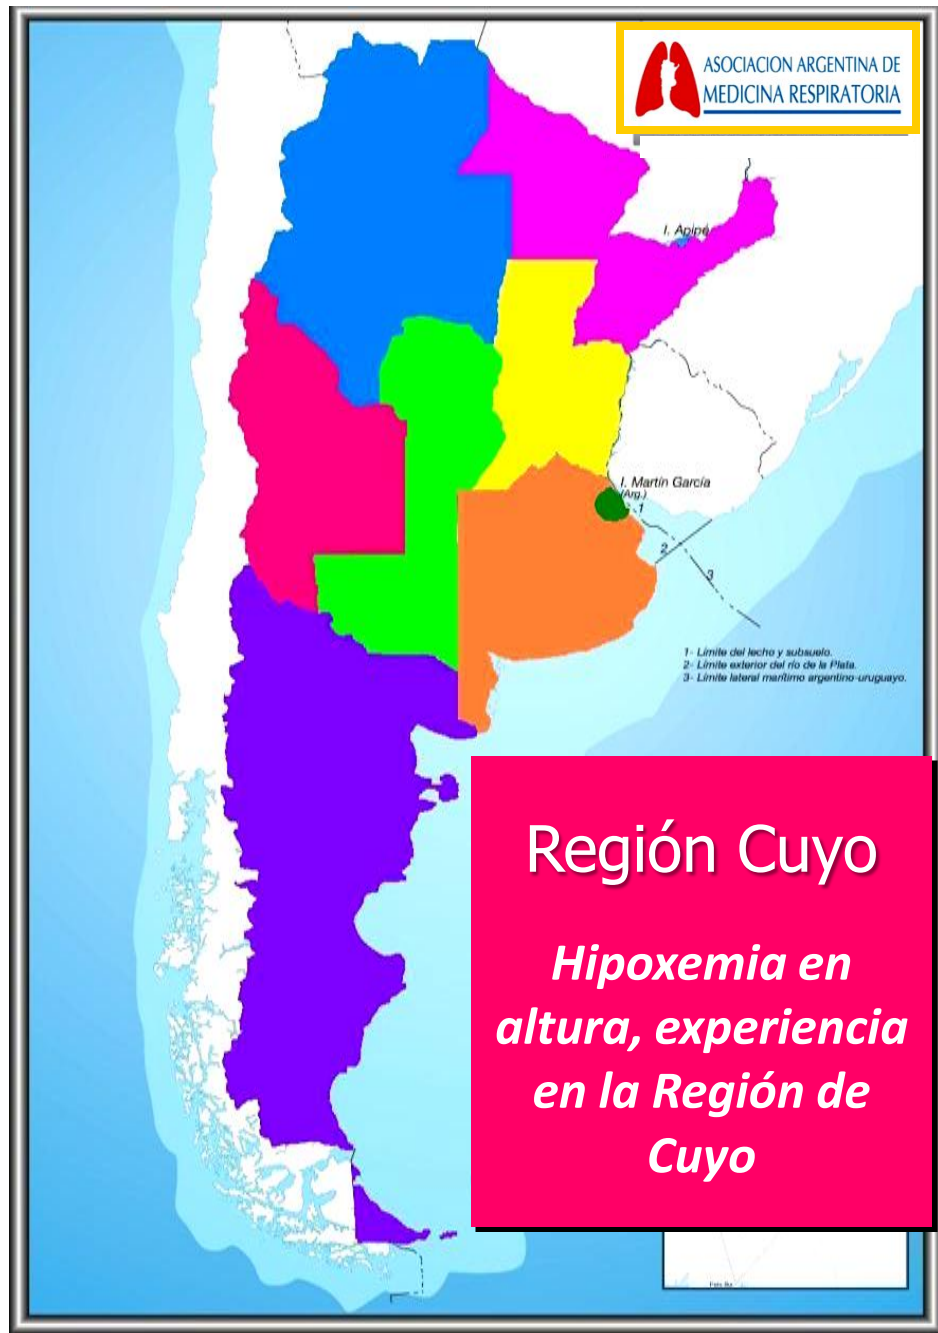 ASOCIACION ARGENTINA DE
MEDICINA RESPIRATORIA
I. Apipé
I. Martín García
(Arg.)
1
2
3
1- Límite del lecho y subsuelo.
2- Límite exterior del río de la Plata.
3- Límite lateral marítimo argentino-uruguayo.
Región Cuyo
Hipoxemia en
altura, experiencia
en la Región de
Cuyo